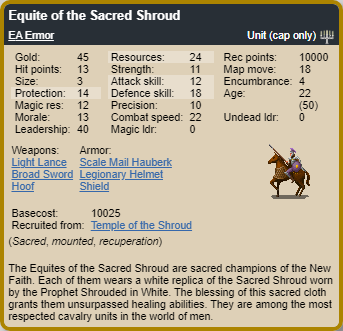 Equite of the Sacred Shroud
EA Ermor Unit (cap only)
Gold: 45 Resources: 24 Rec points: 10000
Hit points: 13 Strength: 11 Map move: 18
Size: 3 Attack skill: 12 Encumbrance: 4
Protection: 14 Defence skill: 18 Age: 22
Magic res: 12 Precision: 10 (50)
Morale: 13 Combat speed: 22 Undead ldr: 0
Leadership: 40 Magic ldr: 0
Weapons: Armor:
Light Lance Scale Mail Hauberk
Broad Sword Legionary Helmet
Hoof Shield
Basecost: 10025
Recruited from: Temple of the Shroud
(Sacred, mounted, recuperation)
The Equites of the Sacred Shroud are sacred champions of the New
Faith. Each of them wears a white replica of the Sacred Shroud worn
by the Prophet Shrouded in White. The blessing of this sacred cloth
grants them unsurpassed healing abilities. They are among the most
respected cavalry units in the world of men.